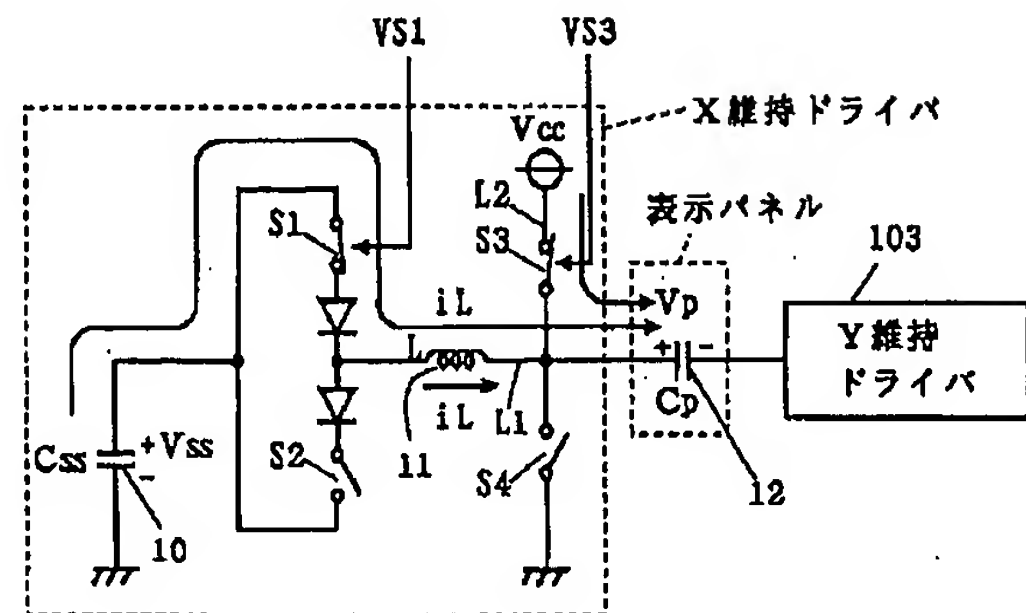 VS1
VS3
X維持ドライバ
Vcc
L2
表示パネル
S1
S3
103
iL
Vp
Y維持
ドライバ
L
+ -
Cp
iL
L1
11
Css
+Vss
-
S2
S4
12
10